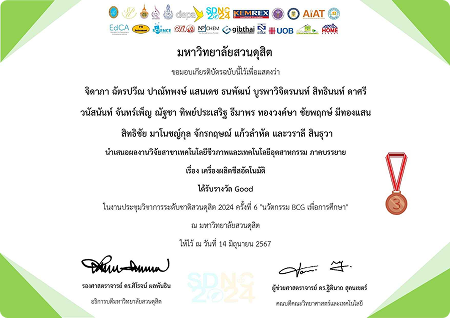 depa SDNC 2024 KEMREX AiAT
EdCA NPCHEM gibthai UOB HOME
มหาวิทยาลัยสวนดุสิต
ขอมอบเกียรติบัตรฉบับนี้ไว้เพื่อแสดงว่า
จิดาภา ฉัตรปวีณ ปาณัทพงศ์ แสนเดช ธนพัฒน์ บูรพาวิจิตรนนท์ สิทธินนท์ ดาศรี
วนัสนันท์ จันทร์เพ็ญ ณัฐชา ทิพย์ประเสริฐ ธีมาพร ทองวงค์ษา ชัยพฤกษ์ มีทองแสน
สิทธิชัย มาโนชญ์กุล จักรกฤษณ์ แก้วลำหัด และวราลี สินธุวา
นำเสนอผลงานวิจัยสาขาเทคโนโลยีชีวภาพและเทคโนโลยีอุตสาหกรรม ภาคบรรยาย
เรื่อง เครื่องผลิตชีสอัตโนมัติ
ได้รับรางวัล Good
ในงานประชุมวิชาการระดับชาติสวนดุสิต 2024 ครั้งที่ 6 "นวัตกรรม BCG เพื่อการศึกษา"
ณ มหาวิทยาลัยสวนดุสิต
ให้ไว้ ณ วันที่ 14 มิถุนายน 2567
3
SDNC 2024
รองศาสตราจารย์ ดร.ศิโรจน์ ผลพันธิน
อธิการบดีมหาวิทยาลัยสวนดุสิต
ผู้ช่วยศาสตราจารย์ ดร.ฐิตินาถ สุคนเขตร์
คณบดีคณะวิทยาศาสตร์และเทคโนโลยี